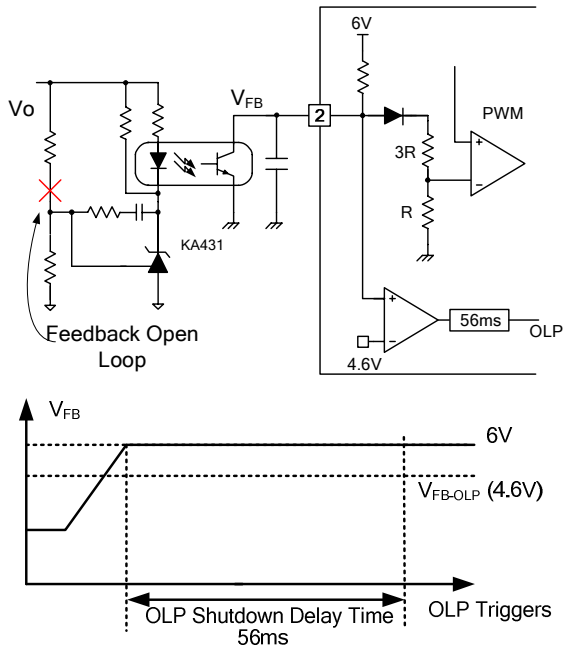 6V
Vo
VFB
2
PWM
3R
R
KA431
Feedback Open
Loop
56ms
OLP
4.6V
VFB
6V
VFB-OLP (4.6V)
OLP Shutdown Delay Time
56ms
OLP Triggers